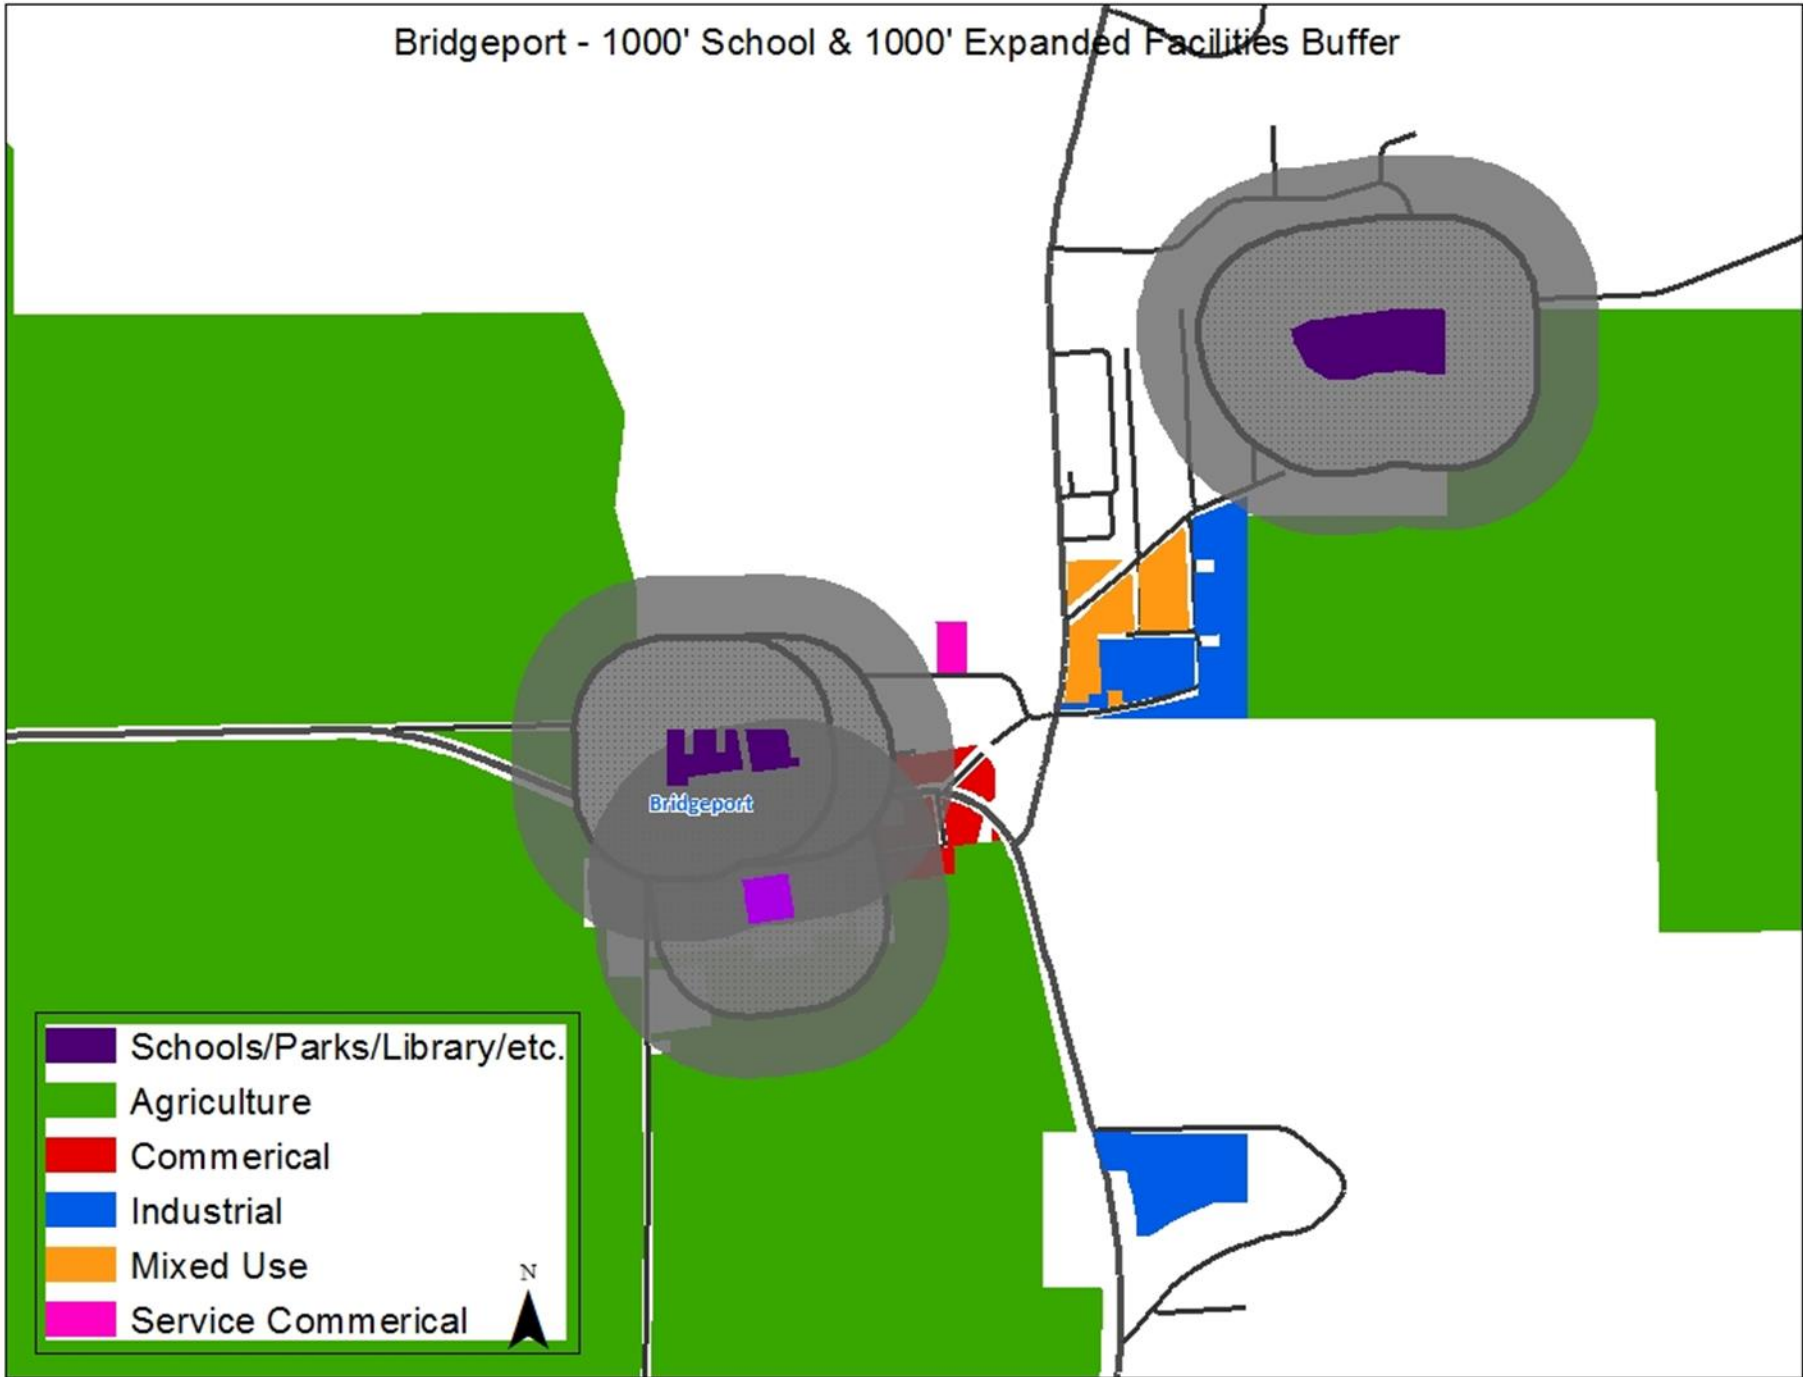 Bridgeport - 1000' School & 1000' Expanded Facilities Buffer
Bridgeport
Schools/Parks/Library/etc.
Agriculture
Commerical
Industrial
Mixed Use
Service Commerical
N